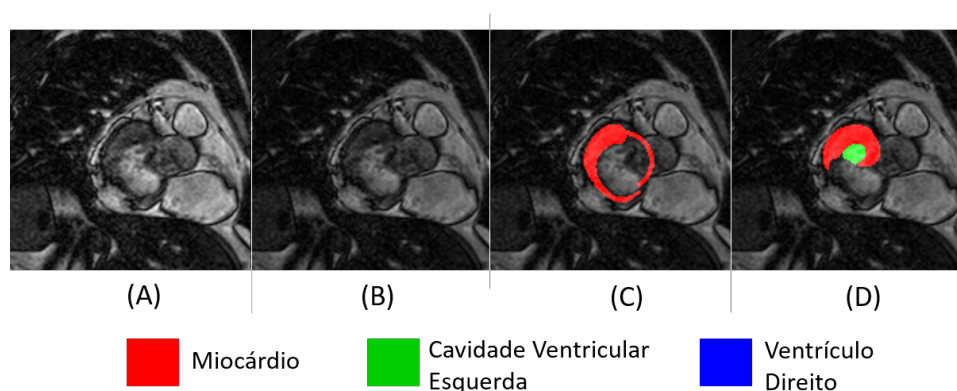 (A)
(B)
(C)
(D)
Miocárdio
Cavidade Ventricular
Esquerda
Ventrículo
Direito